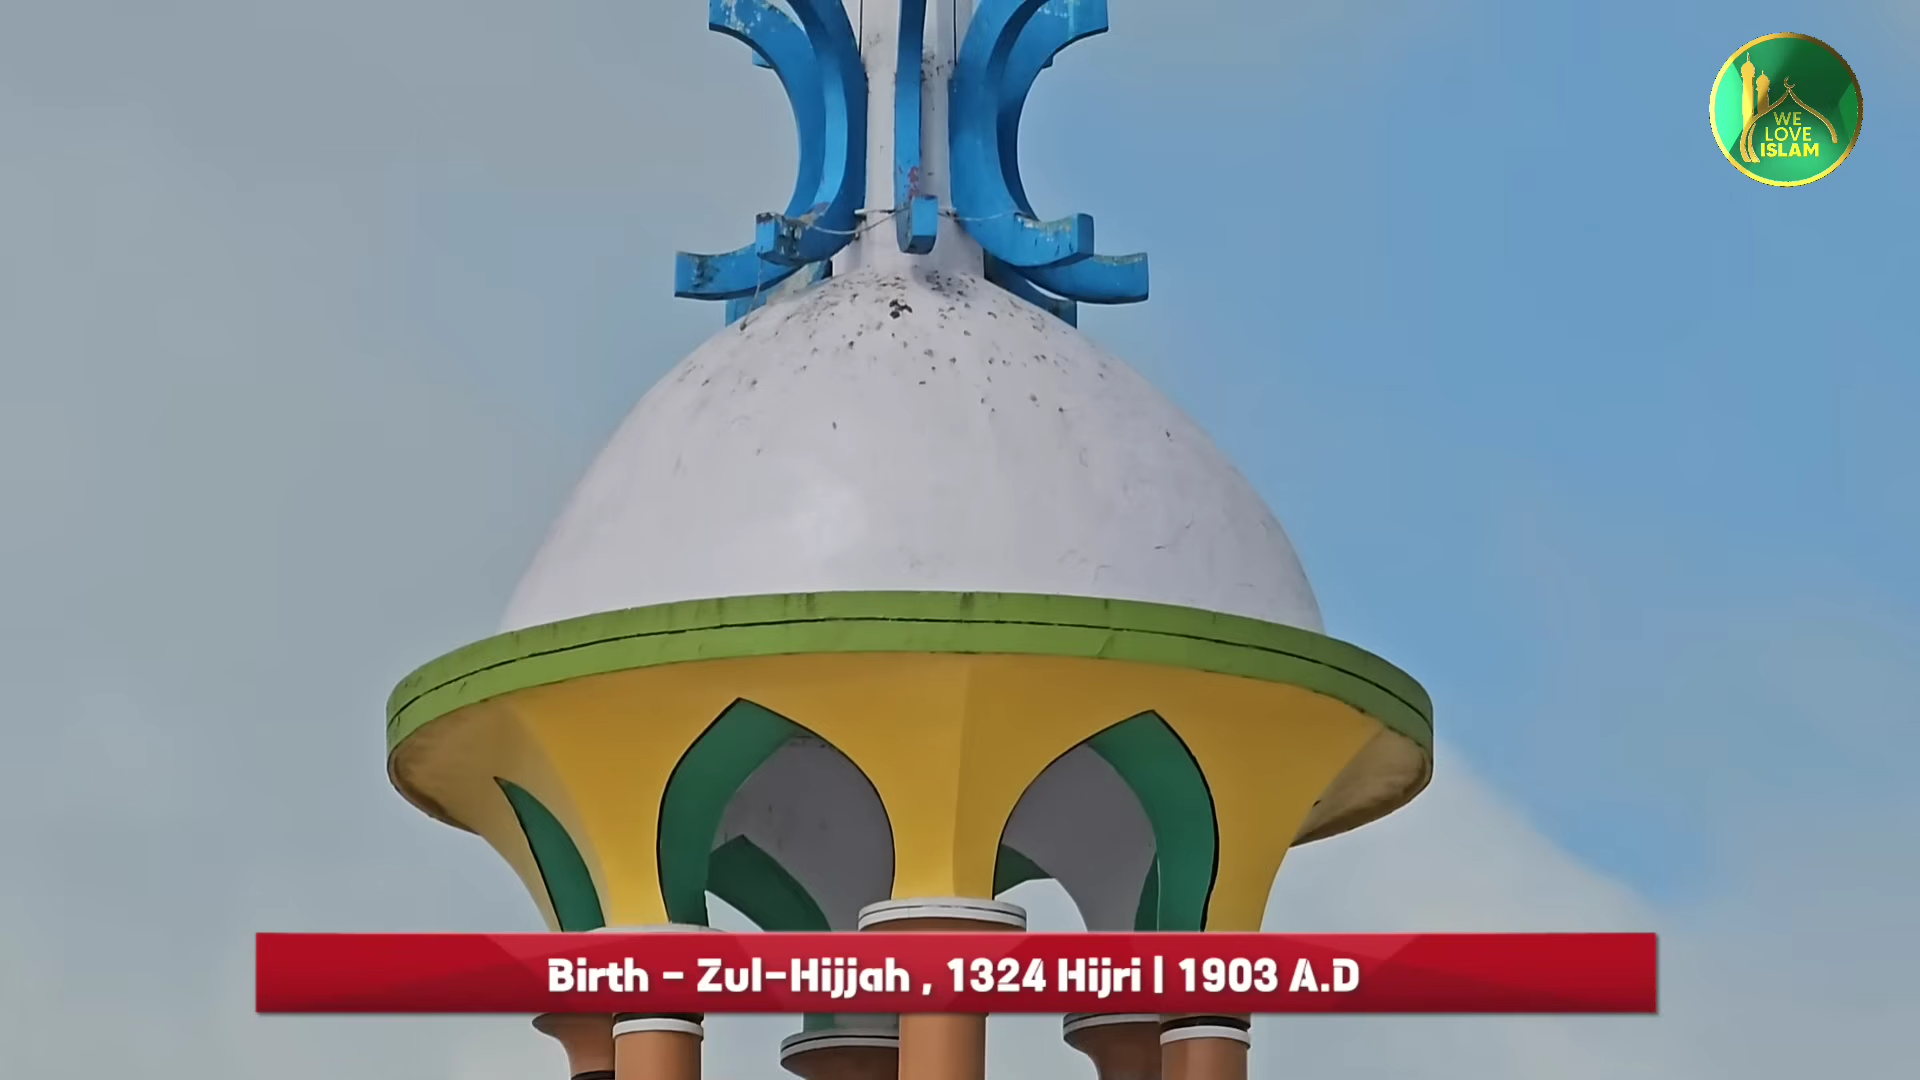 WE
LOVE
ISLAM
Birth - Zul-Hijjah , 1324 Hijri | 1903 A.D